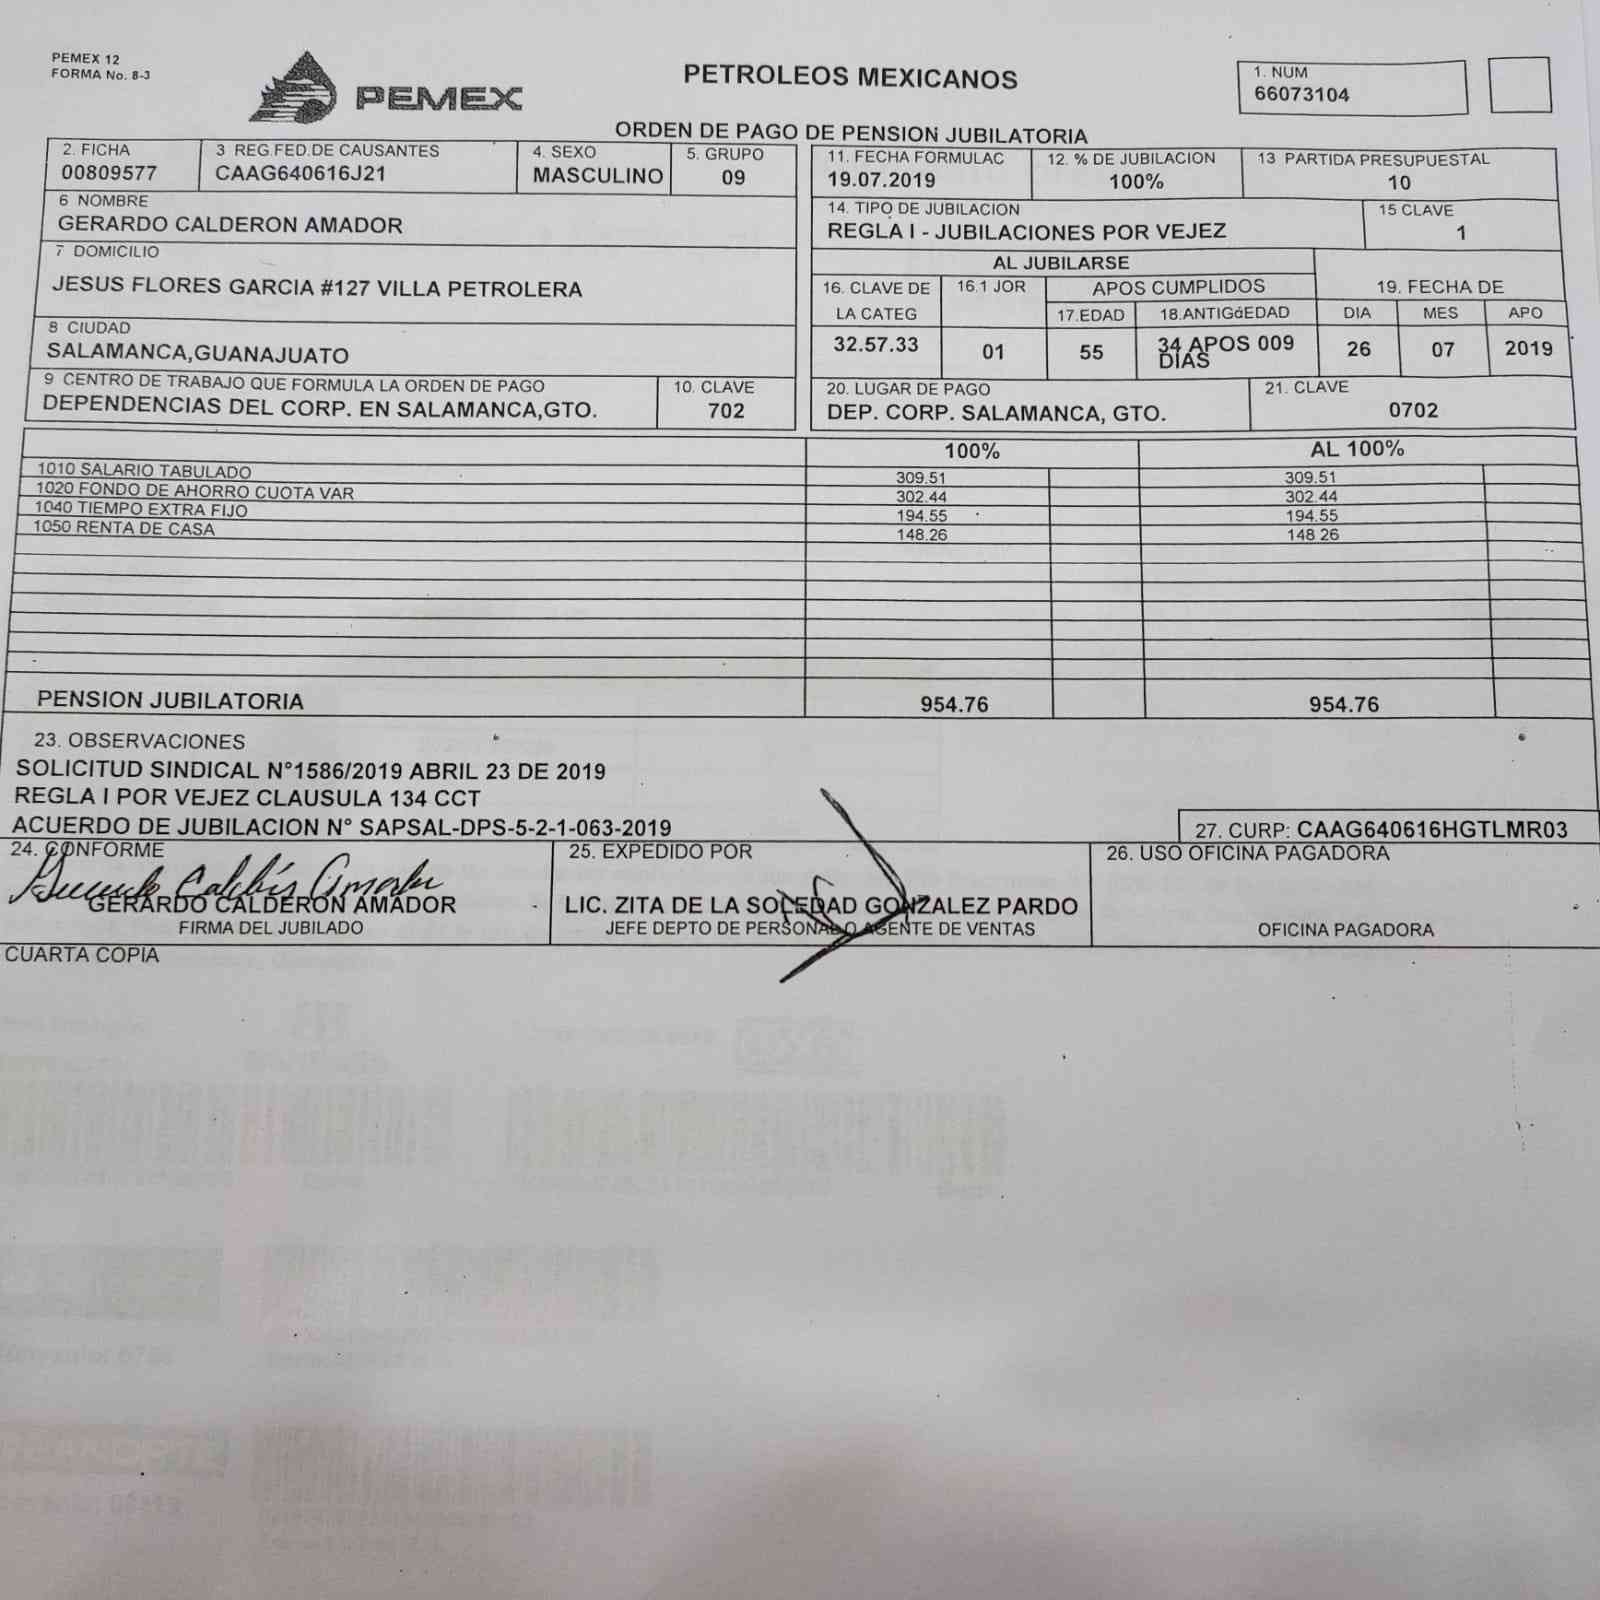 PEMEX 12
FORMA No. 8-3
PEMEX
PETROLEOS MEXICANOS
1. NUM
66073104
ORDEN DE PAGO DE PENSION JUBILATORIA
2. FICHA
00809577
3 REG.FED.DE CAUSANTES
CAAG640616J21
4. SEXO
MASCULINO
5. GRUPO
09
6 NOMBRE
GERARDO CALDERON AMADOR
7 DOMICILIO
JESUS FLORES GARCIA #127 VILLA PETROLERA
8 CIUDAD
SALAMANCA,GUANAJUATO
9 CENTRO DE TRABAJO QUE FORMULA LA ORDEN DE PAGO
DEPENDENCIAS DEL CORP. EN SALAMANCA,GTO.
10. CLAVE
702
11. FECHA FORMULAC
19.07.2019
12. % DE JUBILACION
100%
13 PARTIDA PRESUPUESTAL
10
14. TIPO DE JUBILACION
REGLA I - JUBILACIONES POR VEJEZ
15 CLAVE
1
AL JUBILARSE
16. CLAVE DE
LA CATEG
32.57.33
16.1 JOR
01
APOS CUMPLIDOS
17.EDAD
55
18.ANTIGóEDAD
34 APOS 009
DIAS
19. FECHA DE
DIA MES APO
26 07 2019
20. LUGAR DE PAGO
DEP. CORP. SALAMANCA, GTO.
21. CLAVE
0702
100% AL 100%
1010 SALARIO TABULADO 309.51 309.51
1020 FONDO DE AHORRO CUOTA VAR 302.44 302.44
1040 TIEMPO EXTRA FIJO 194.55 194.55
1050 RENTA DE CASA 148.26 148 26
PENSION JUBILATORIA 954.76 954.76
23. OBSERVACIONES
SOLICITUD SINDICAL N°1586/2019 ABRIL 23 DE 2019
REGLA I POR VEJEZ CLAUSULA 134 CCT
ACUERDO DE JUBILACION N° SAPSAL-DPS-5-2-1-063-2019
27. CURP: CAAG640616HGTLMR03
24. CONFORME
GERARDO CALDERON AMADOR
FIRMA DEL JUBILADO
25. EXPEDIDO POR
LIC. ZITA DE LA SOLEDAD GONZALEZ PARDO
JEFE DEPTO DE PERSONAL O AGENTE DE VENTAS
26. USO OFICINA PAGADORA
OFICINA PAGADORA
CUARTA COPIA